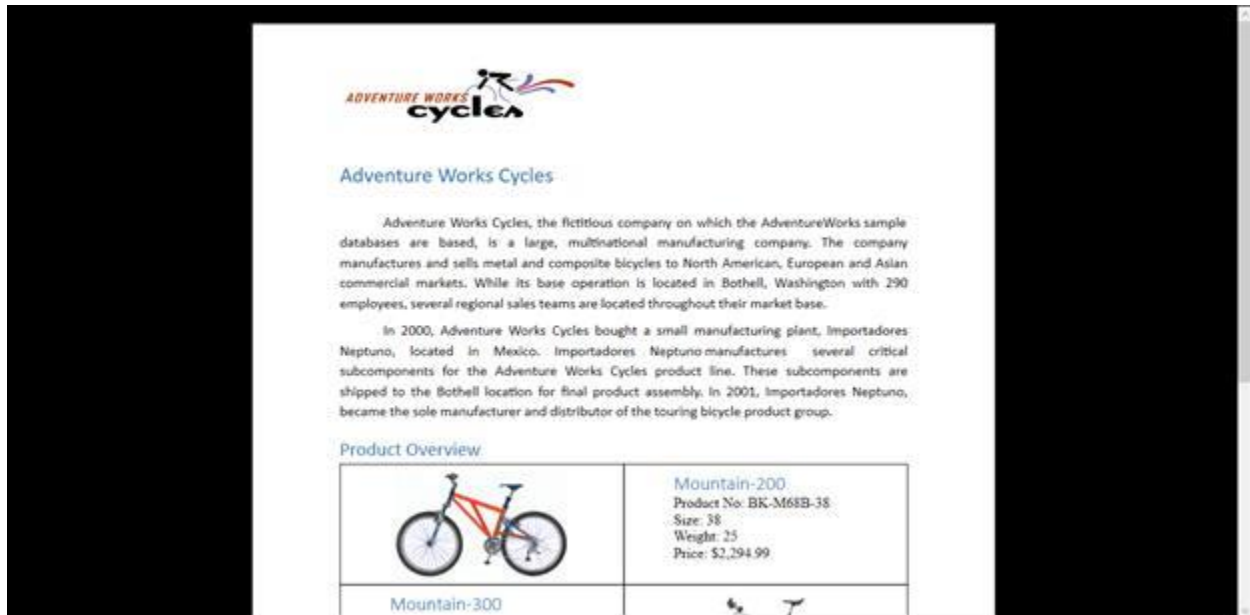 ADVENTURE WORKS
cycles
Adventure Works Cycles
Adventure Works Cycles, the fictitious company on which the AdventureWorks sample
databases are based, is a large, multinational manufacturing company. The company
manufactures and sells metal and composite bicycles to North American, European and Asian
commercial markets. While its base operation is located in Bothell, Washington with 290
employees, several regional sales teams are located throughout their market base.
In 2000, Adventure Works Cycles bought a small manufacturing plant, Importadores
Neptuno, located in Mexico. Importadores Neptuno manufactures several critical
subcomponents for the Adventure Works Cycles product line. These subcomponents are
shipped to the Bothell location for final product assembly. In 2001, Importadores Neptuno,
became the sole manufacturer and distributor of the touring bicycle product group.
Product Overview
Mountain-200
Product No: BK-M68B-38
Size: 38
Weight: 25
Price: $2,294.99
Mountain-300